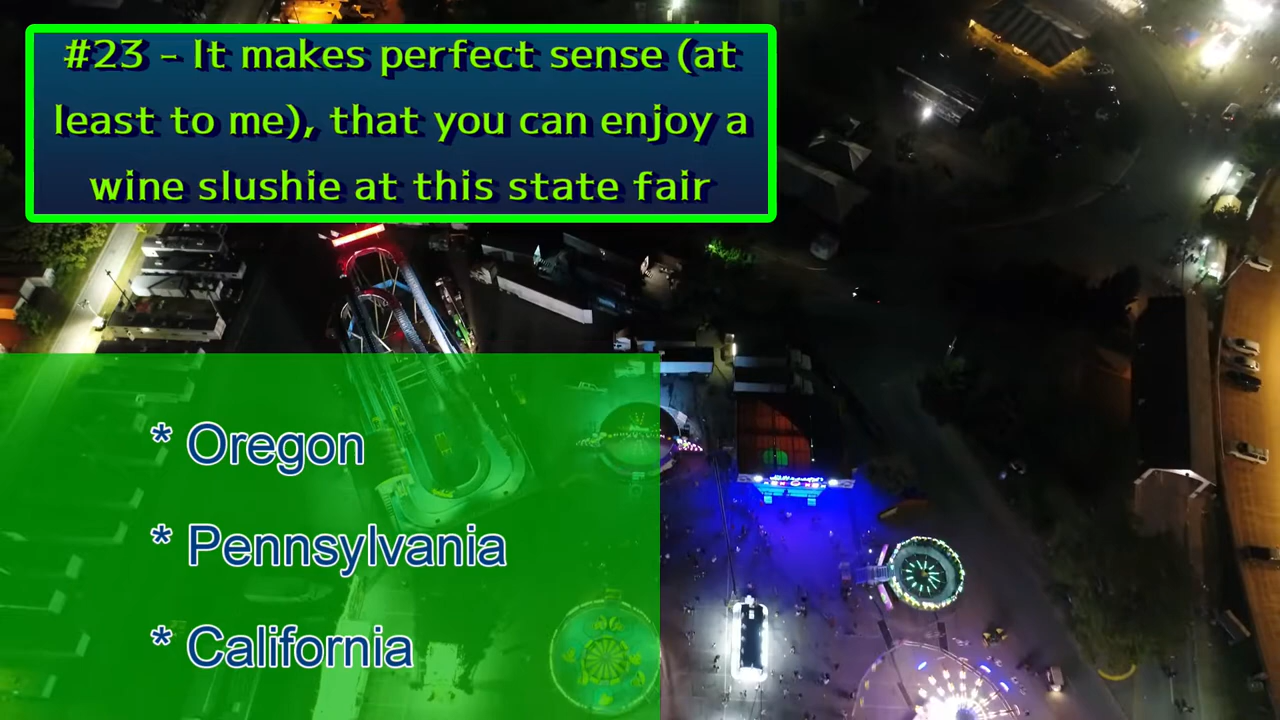 #23 - It makes perfect sense (at
least to me), that you can enjoy a
wine slushie at this state fair
* Oregon
* Pennsylvania
* California